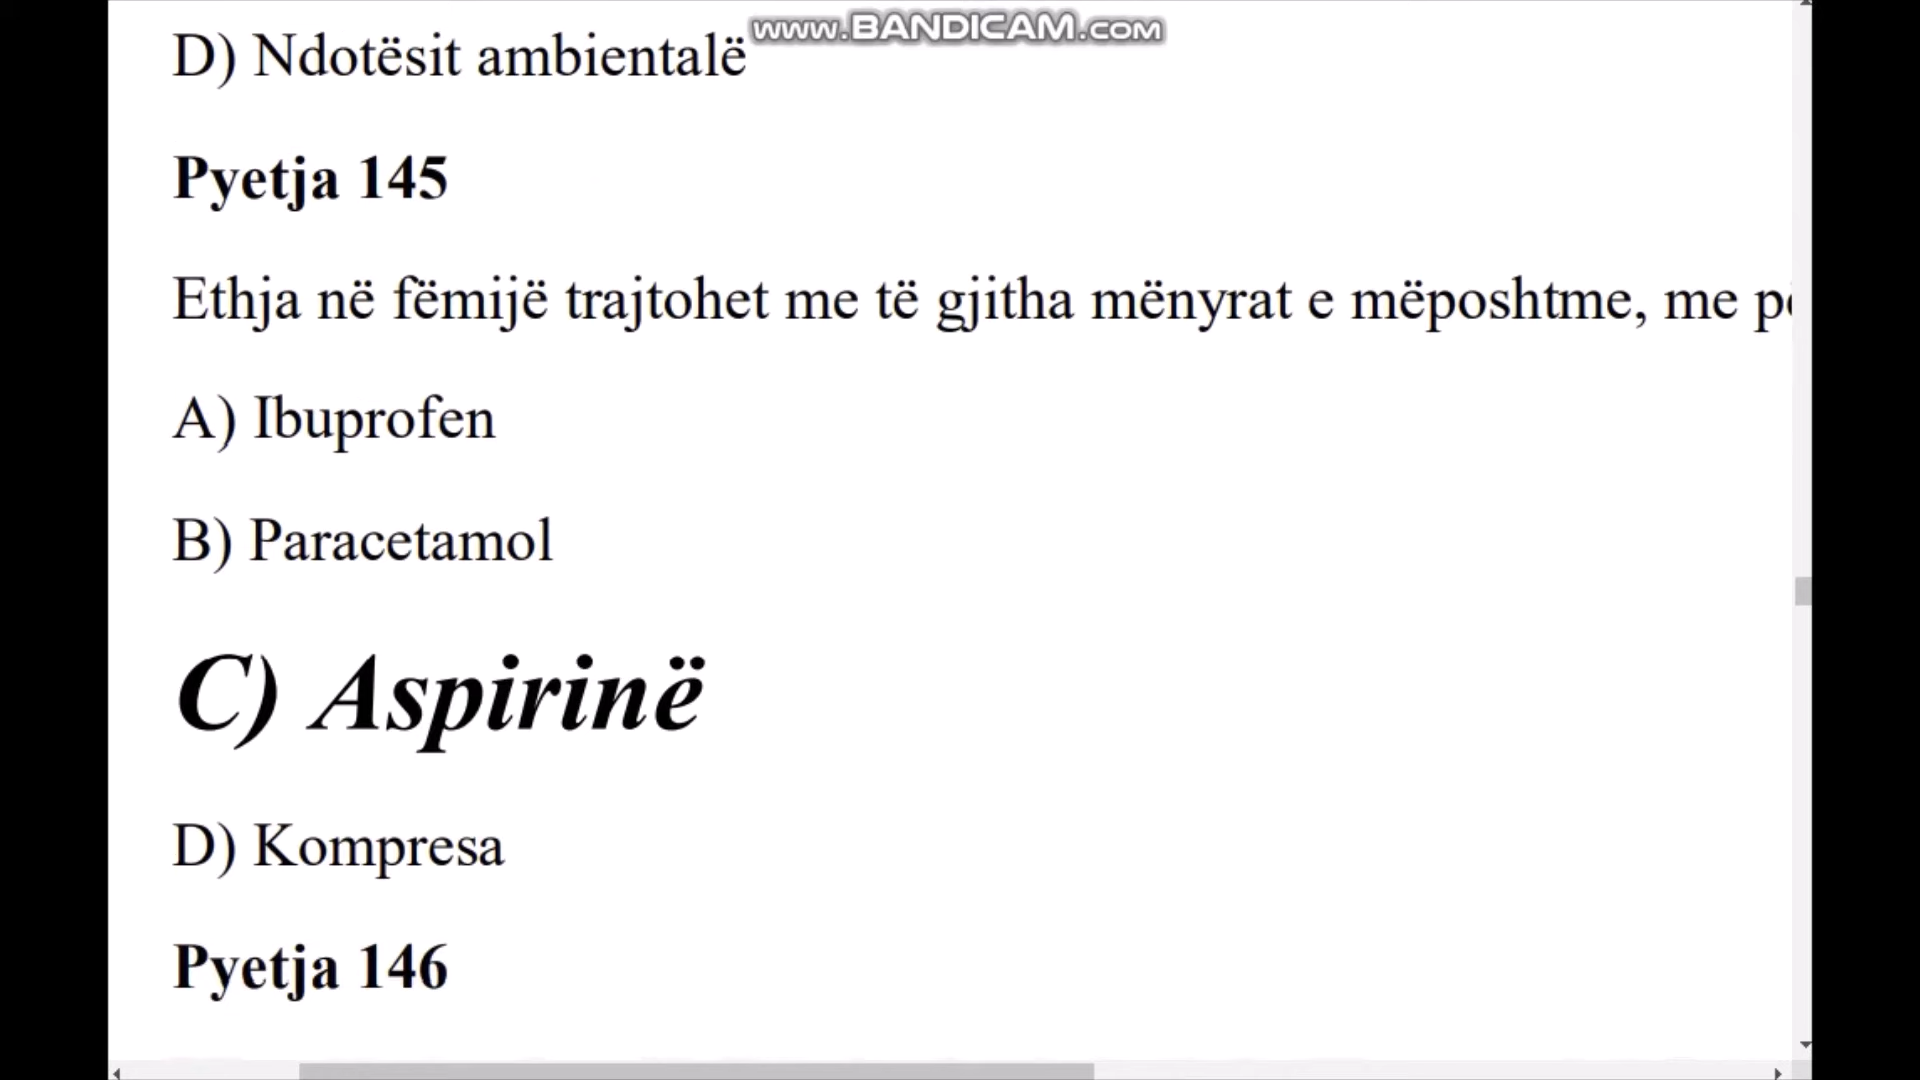 www.BANDICAM.com
D) Ndotësit ambientalë
Pyetja 145
Ethja në fëmijë trajtohet me të gjitha mënyrat e mëposhtme, me
A) Ibuprofen
B) Paracetamol
C) Aspirinë
D) Kompresa
Pyetja 146